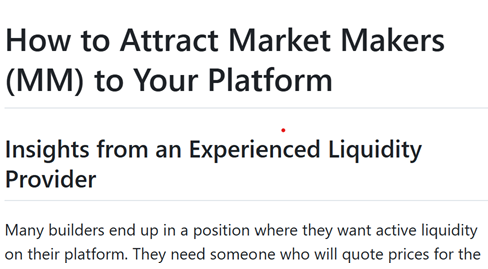 How to Attract Market Makers
(MM) to Your Platform
Insights from an Experienced Liquidity
Provider
Many builders end up in a position where they want active liquidity
on their platform. They need someone who will quote prices for the